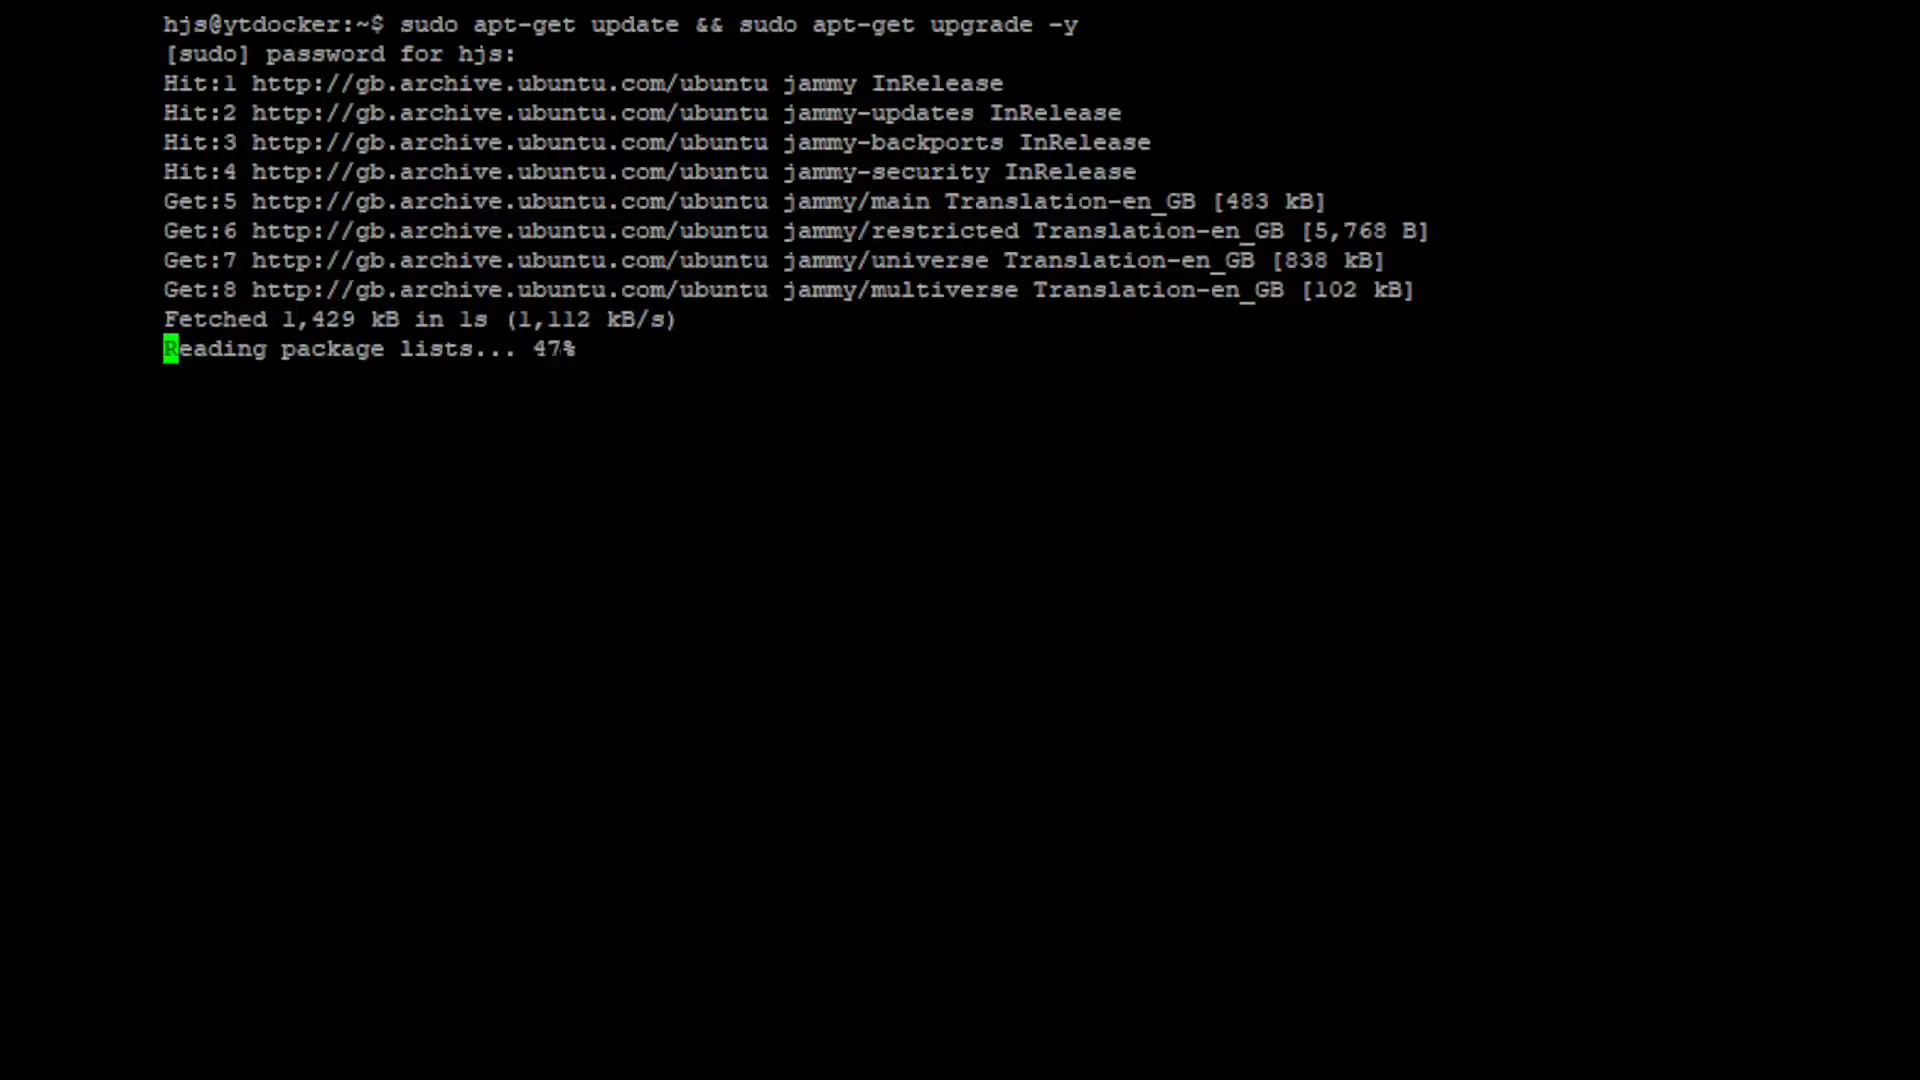 hjs@ytdocker:~$ sudo apt-get update && sudo apt-get upgrade -y
[sudo] password for hjs:
Hit:1 http://gb.archive.ubuntu.com/ubuntu jammy InRelease
Hit:2 http://gb.archive.ubuntu.com/ubuntu jammy-updates InRelease
Hit:3 http://gb.archive.ubuntu.com/ubuntu jammy-backports InRelease
Hit:4 http://gb.archive.ubuntu.com/ubuntu jammy-security InRelease
Get:5 http://gb.archive.ubuntu.com/ubuntu jammy/main Translation-en_GB [483 kB]
Get:6 http://gb.archive.ubuntu.com/ubuntu jammy/restricted Translation-en_GB [5,768 B]
Get:7 http://gb.archive.ubuntu.com/ubuntu jammy/universe Translation-en_GB [838 kB]
Get:8 http://gb.archive.ubuntu.com/ubuntu jammy/multiverse Translation-en_GB [102 kB]
Fetched 1,429 kB in 1s (1,112 kB/s)
Reading package lists... 47%